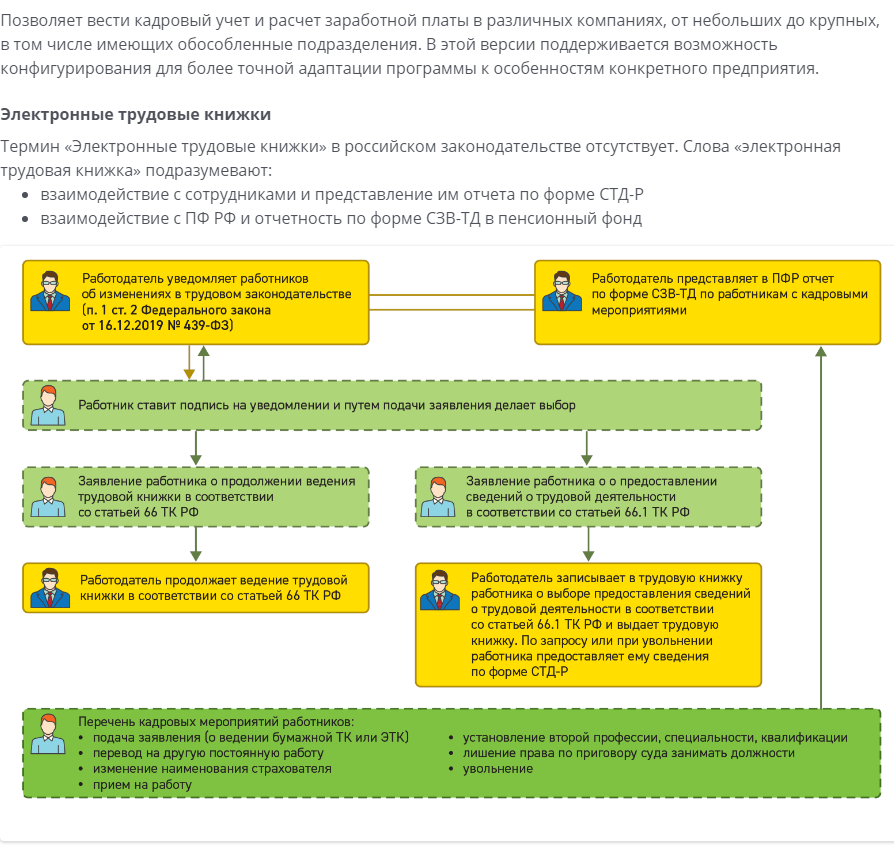 Позволяет вести кадровый учет и расчет заработной платы в различных компаниях, от небольших до крупных,
в том числе имеющих обособленные подразделения. В этой версии поддерживается возможность
конфигурирования для более точной адаптации программы к особенностям конкретного предприятия.
Электронные трудовые книжки
Термин «Электронные трудовые книжки» в российском законодательстве отсутствует. Слова «электронная
трудовая книжка» подразумевают:
• взаимодействие с сотрудниками и представление им отчета по форме СТД-Р
• взаимодействие с ПФ РФ и отчетность по форме СЗВ-ТД в пенсионный фонд
Работодатель уведомляет работников
об изменениях в трудовом законодательстве
(п. 1 ст. 2 Федерального закона
от 16.12.2019 № 439-ФЗ)
Работодатель представляет в ПФР отчет
по форме СЗВ-ТД по работникам с кадровыми
мероприятиями
Работник ставит подпись на уведомлении и путем подачи заявления делает выбор
Заявление работника о продолжении ведения
трудовой книжки в соответствии
со статьей 66 ТК РФ
Заявление работника о о предоставлении
сведений о трудовой деятельности
в соответствии со статьей 66.1 ТК РФ
Работодатель продолжает ведение трудовой
книжки в соответствии со статьей 66 ТК РФ
Работодатель записывает в трудовую книжку
работника о выборе предоставления сведений
о трудовой деятельности в соответствии
со статьей 66.1 ТК РФ и выдает трудовую
книжку. По запросу или при увольнении
работника предоставляет ему сведения
по форме СТД-Р
Перечень кадровых мероприятий работников:
• подача заявления (о ведении бумажной ТК или ЭТК)
• перевод на другую постоянную работу
• изменение наименования страхователя
• прием на работу
• установление второй профессии, специальности, квалификации
• лишение права по приговору суда занимать должности
• увольнение